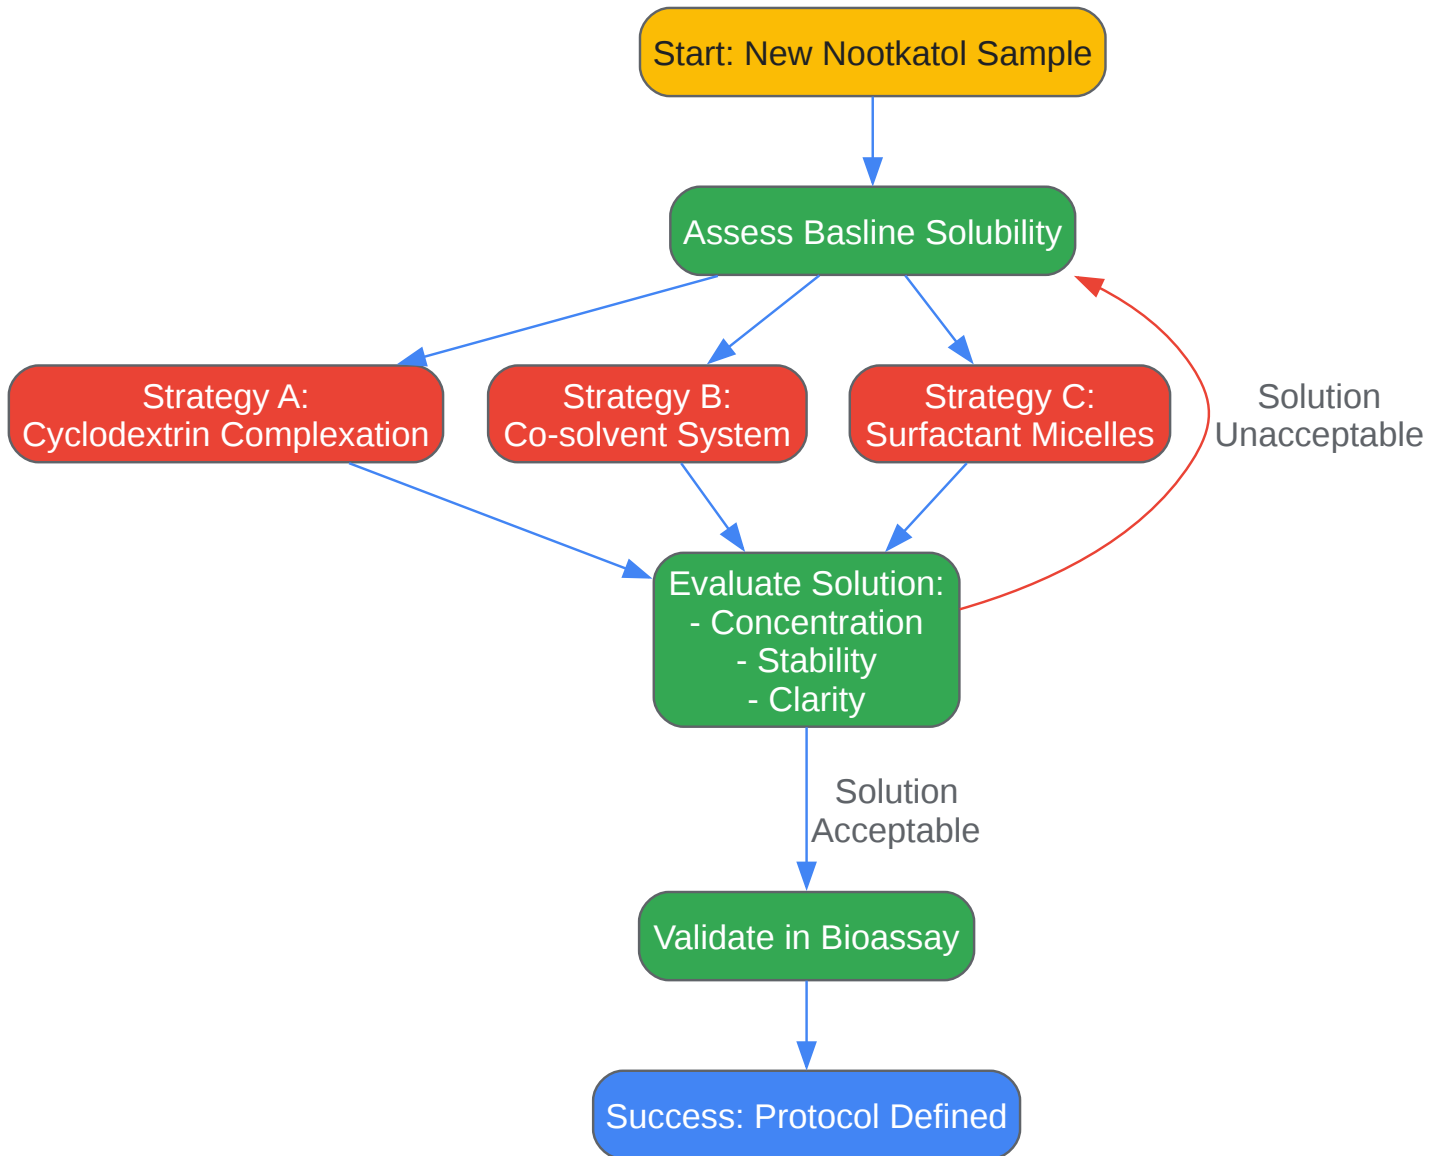 Start: New Nootkatol Sample
Assess Basline Solubility
Strategy A:
Cyclodextrin Complexation
Strategy B:
Co-solvent System
Strategy C:
Surfactant Micelles
Solution
Unacceptable
Evaluate Solution:
- Concentration
- Stability
- Clarity
Solution
Acceptable
Validate in Bioassay
Success: Protocol Defined